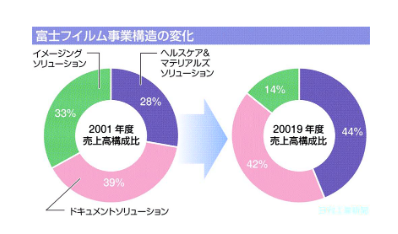 富士フイルム事業構造の変化
イメージング
ソリューション
ヘルスケア&
マテリアルズ
ソリューション
33%
28%
2001 年度
売上高構成比
39%
ドキュメントソリューション
14%
44%
20019 年度
売上高構成比
42%